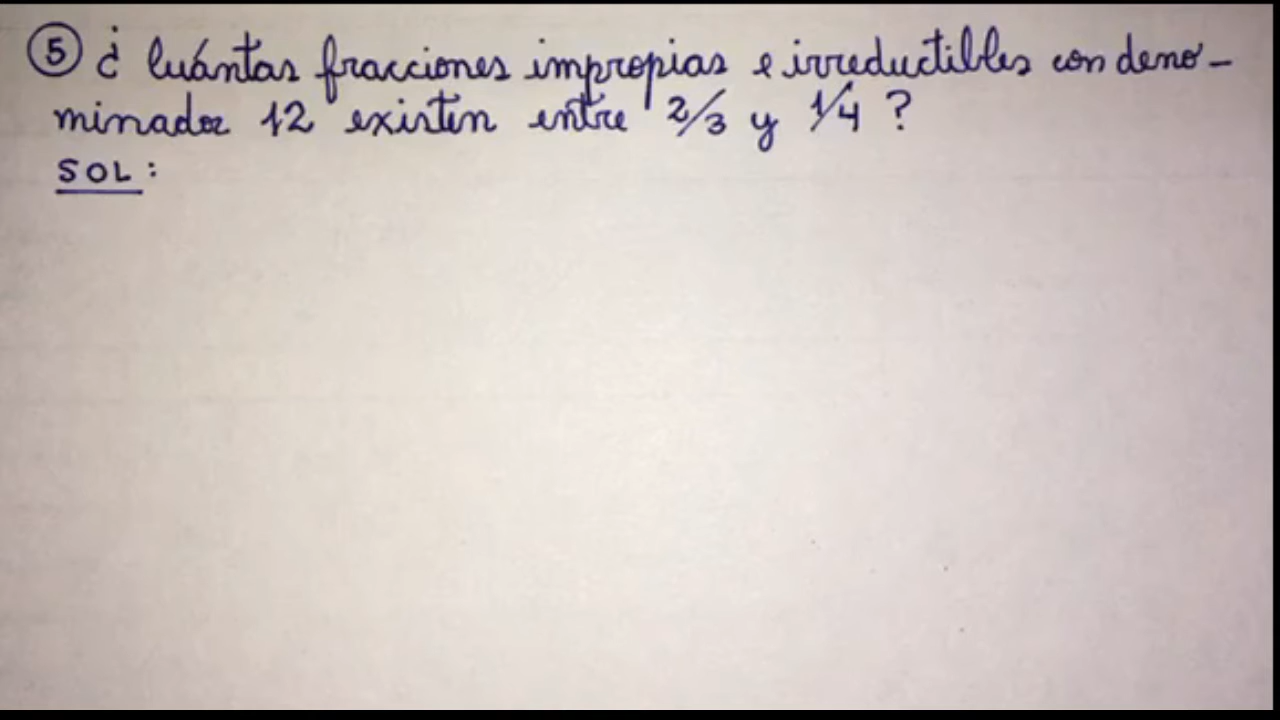 ⑤ ¿Cuántas fracciones impropias e irreductibles con deno-
minador 12 existen entre 2/3 y 1/4 ?
SOL :